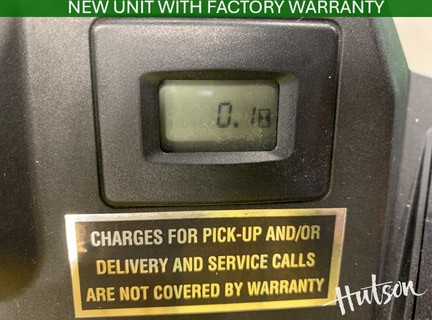 NEW UNIT WITH FACTORY WARRANTY
0.1
CHARGES FOR PICK-UP AND/OR
DELIVERY AND SERVICE CALLS
ARE NOT COVERED BY WARRANTY
Hutson